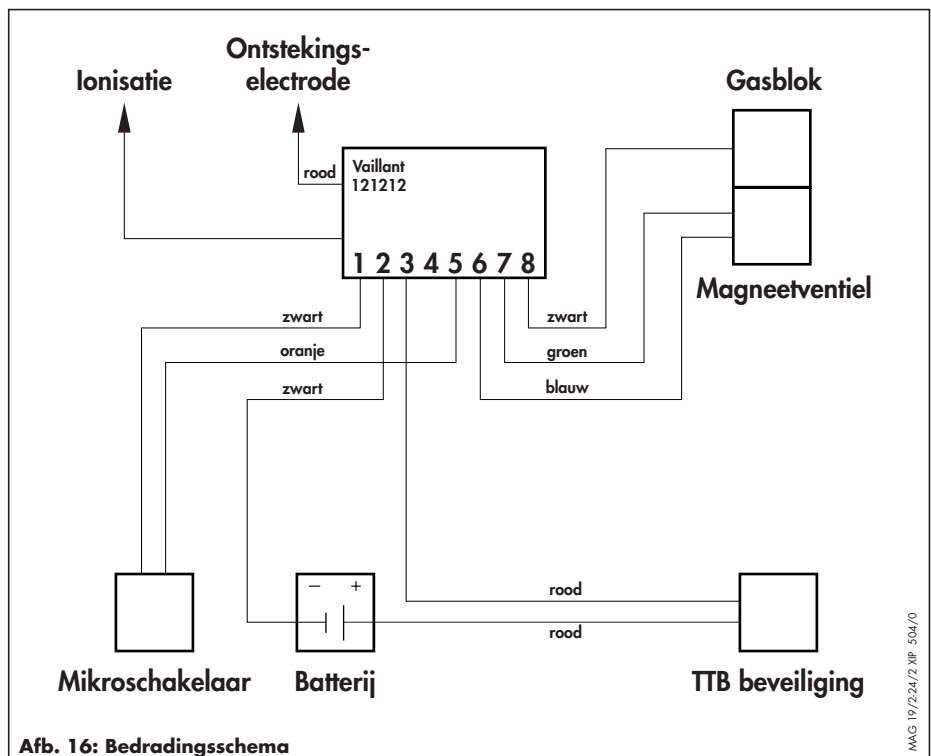 Ontstekings-
Ionisatie electrode Gasblok
rood Vaillant
121212
1 2 3 4 5 6 7 8
Magneetventiel
zwart zwart
oranje groen
zwart blauw
− +
rood
rood
Mikroschakelaar Batterij TTB beveiliging
MAG 19/2-24/2 XIP 504/0
Afb. 16: Bedradingsschema